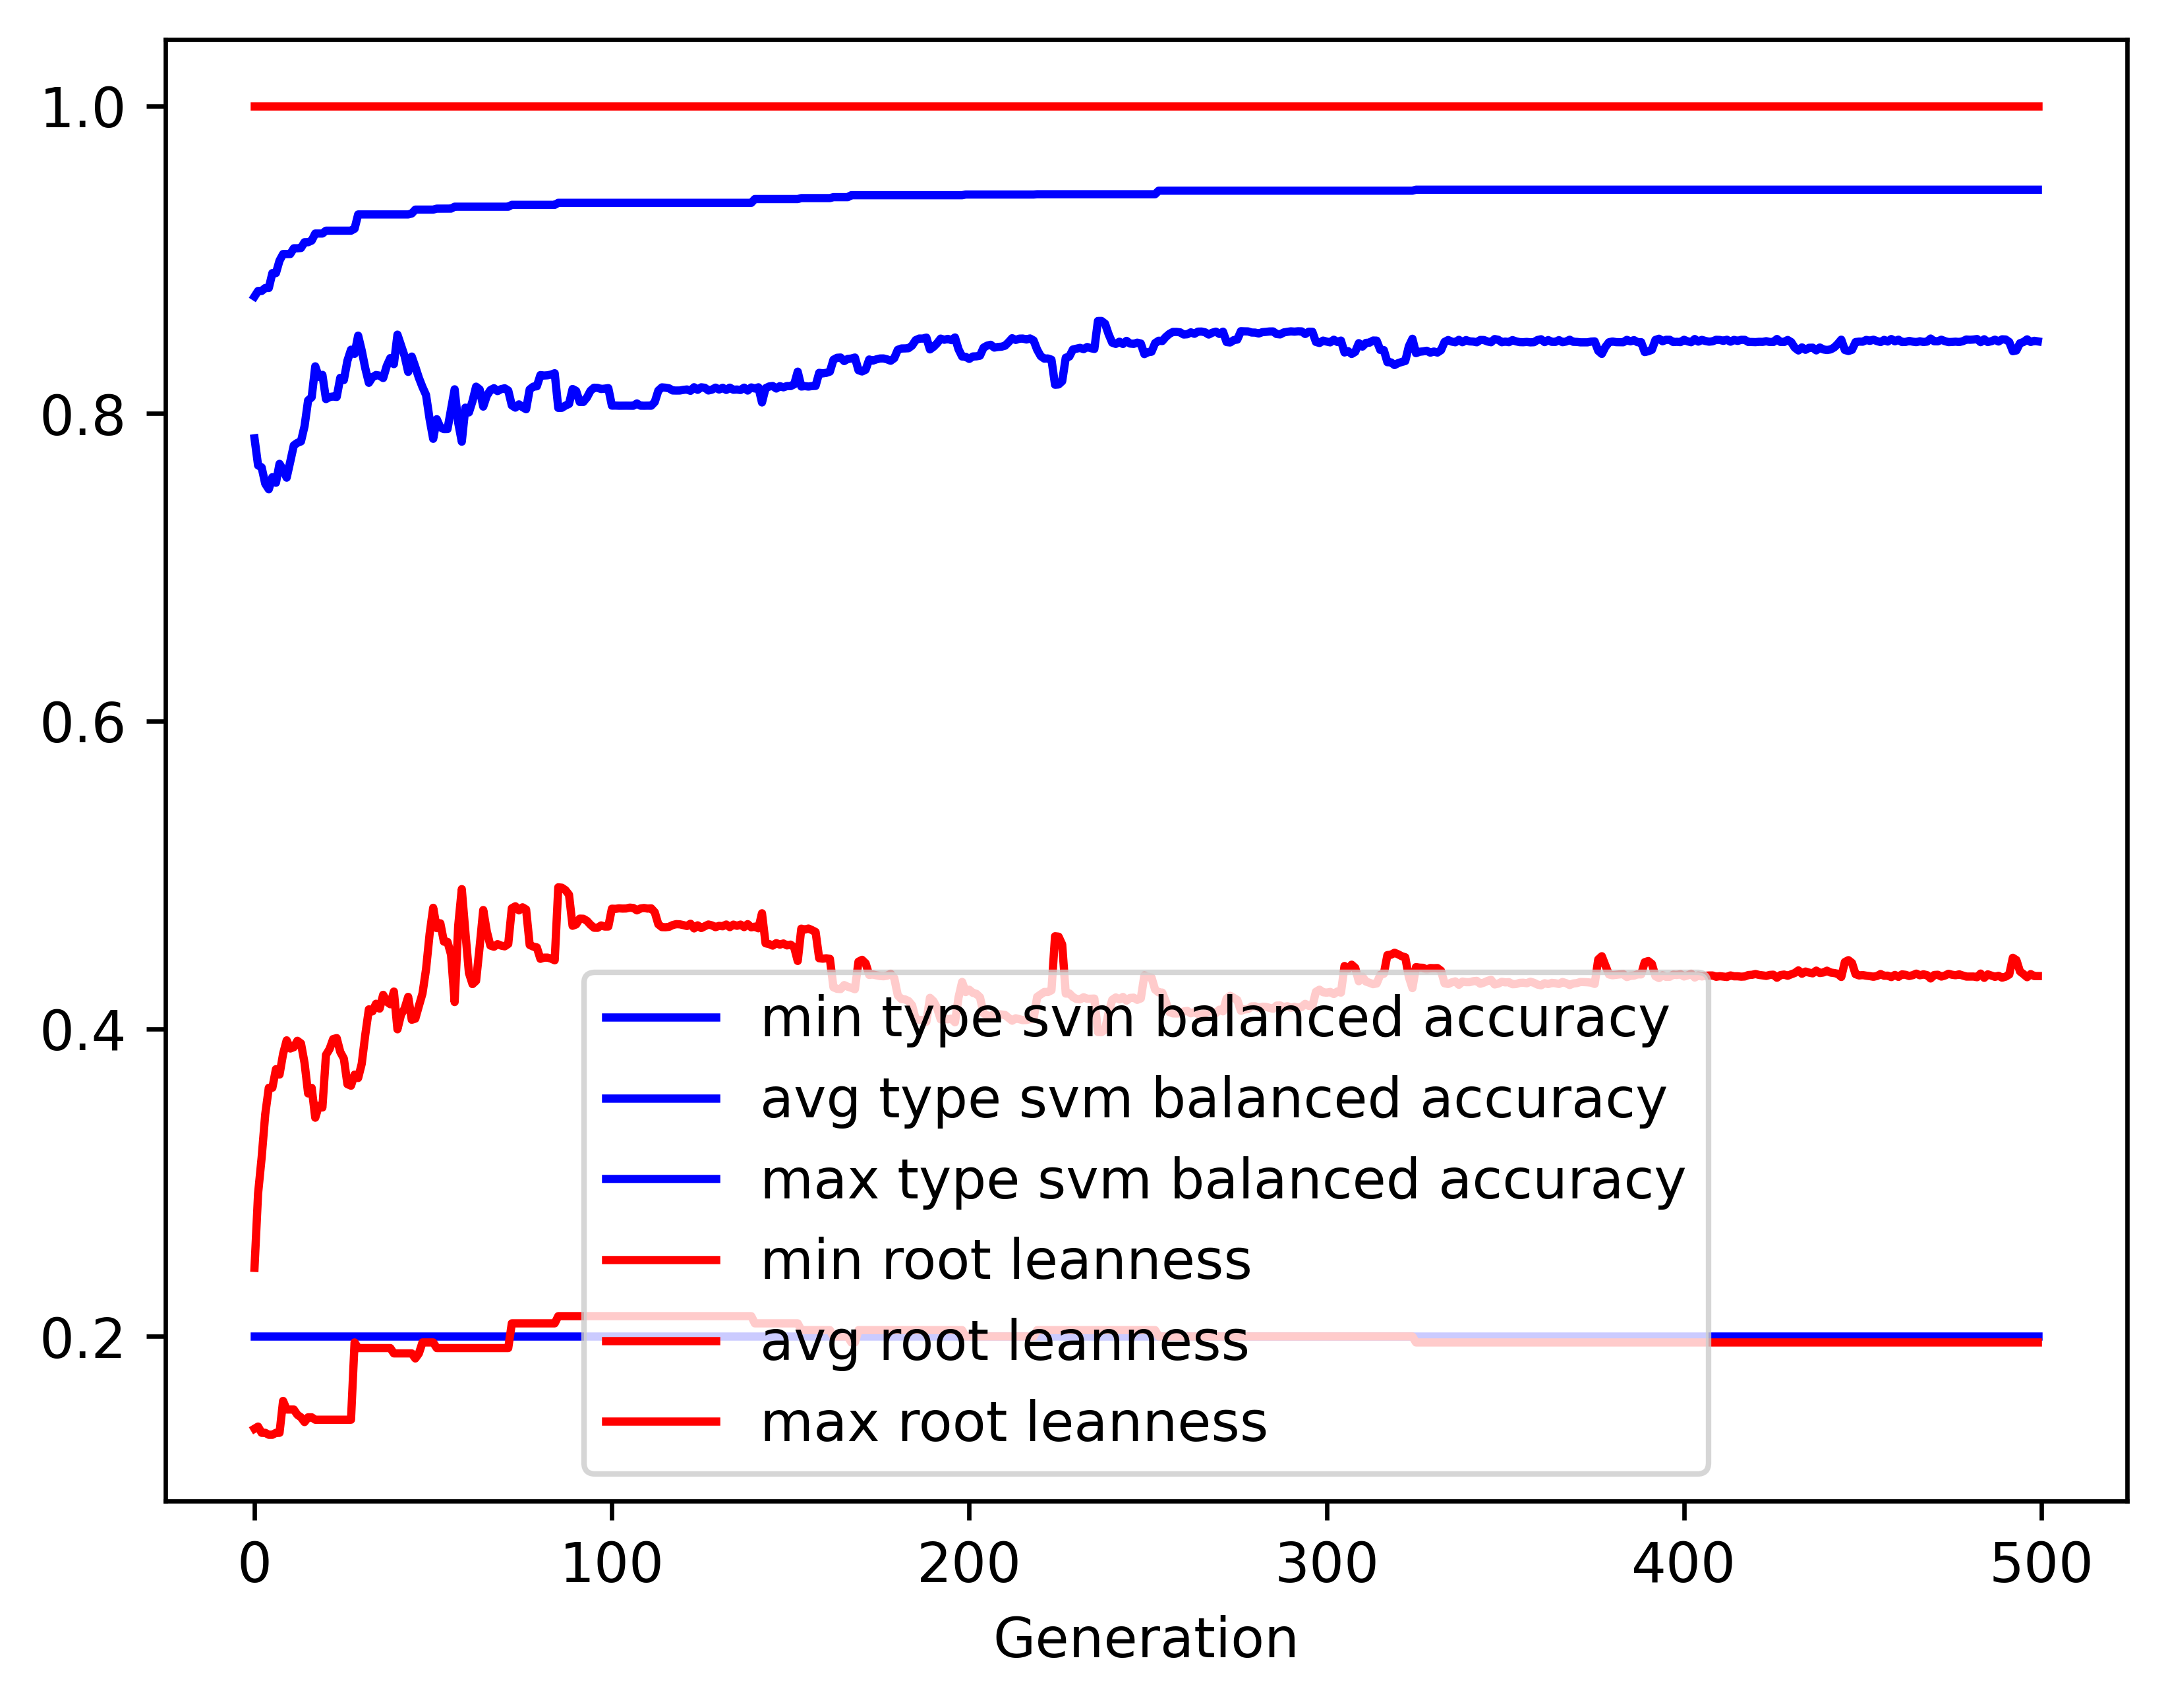 1.0
0.8
0.6
0.4
0.2
min type svm balanced accuracy
avg type svm balanced accuracy
max type svm balanced accuracy
min root leanness
avg root leanness
max root leanness
0 100 200 300 400 500
Generation